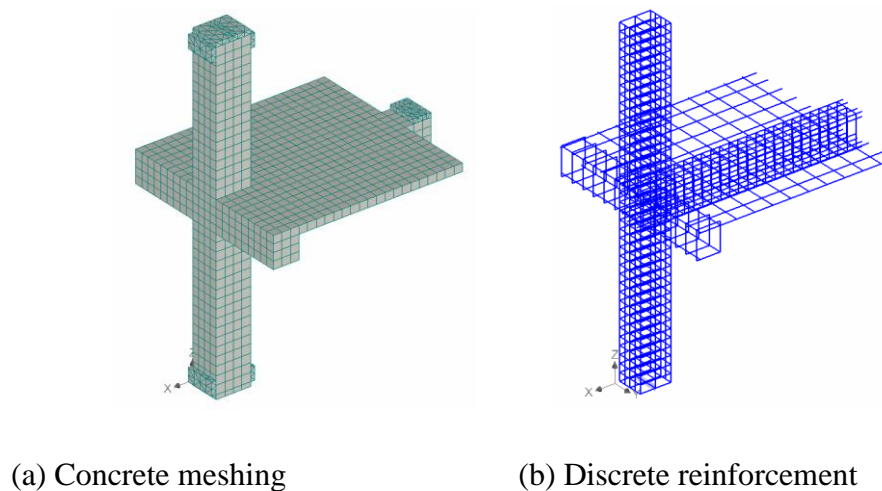 Z
X
Z
X
Y
(a) Concrete meshing
(b) Discrete reinforcement